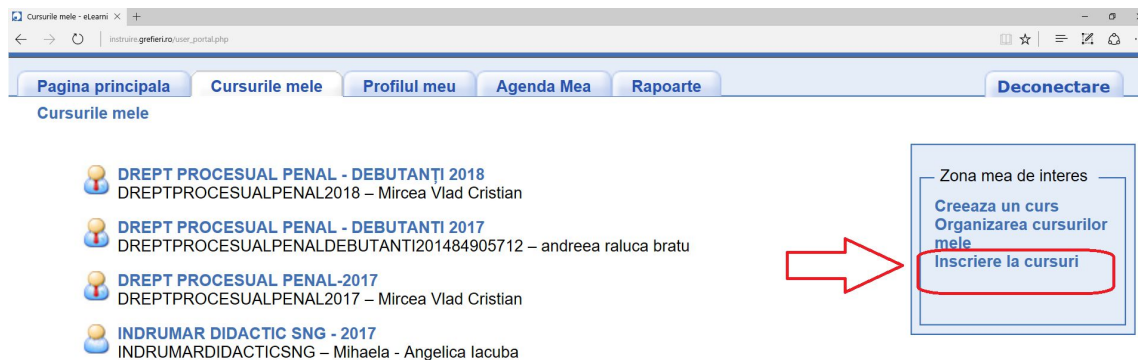 Cursurile mele - eLearni
instruire.grefieri.ro/user_portal.php
Pagina principala
Cursurile mele
Profilul meu
Agenda Mea
Rapoarte
Deconectare
Cursurile mele
DREPT PROCESUAL PENAL - DEBUTANȚI 2018
DREPTPROCESUALPENAL2018 – Mircea Vlad Cristian
DREPT PROCESUAL PENAL - DEBUTANTI 2017
DREPTPROCESUALPENALDEBUTANTI201484905712 – andreea raluca bratu
DREPT PROCESUAL PENAL-2017
DREPTPROCESUALPENAL2017 – Mircea Vlad Cristian
INDRUMAR DIDACTIC SNG - 2017
INDRUMARDIDACTICSNG – Mihaela - Angelica Iacuba
Zona mea de interes
Creeaza un curs
Organizarea cursurilor
mele
Inscriere la cursuri